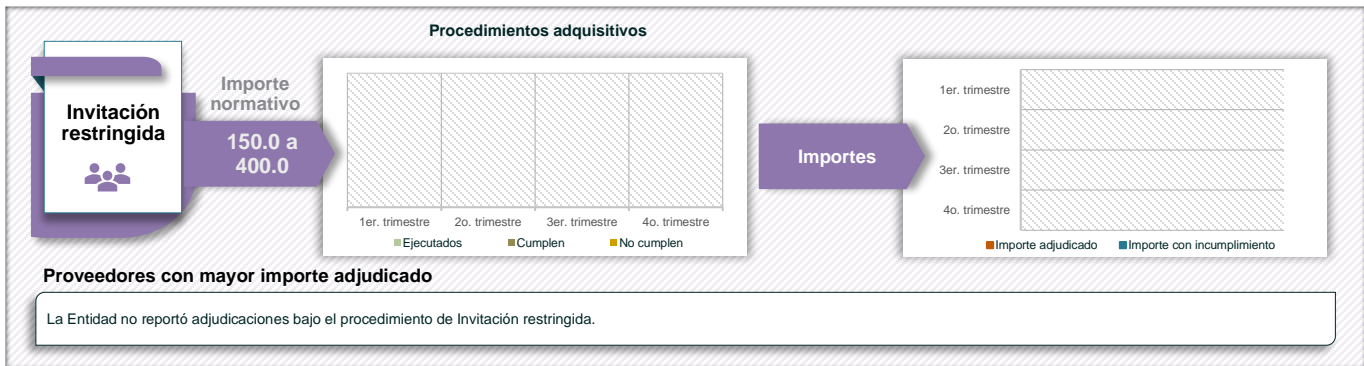 Procedimientos adquisitivos
Invitación
restringida
Importe
normativo
150.0 a
400.0
1er. trimestre 2o. trimestre 3er. trimestre 4o. trimestre
Ejecutados Cumplen No cumplen
Importes
1er. trimestre
2o. trimestre
3er. trimestre
4o. trimestre
Importe adjudicado Importe con incumplimiento
Proveedores con mayor importe adjudicado
La Entidad no reportó adjudicaciones bajo el procedimiento de Invitación restringida.